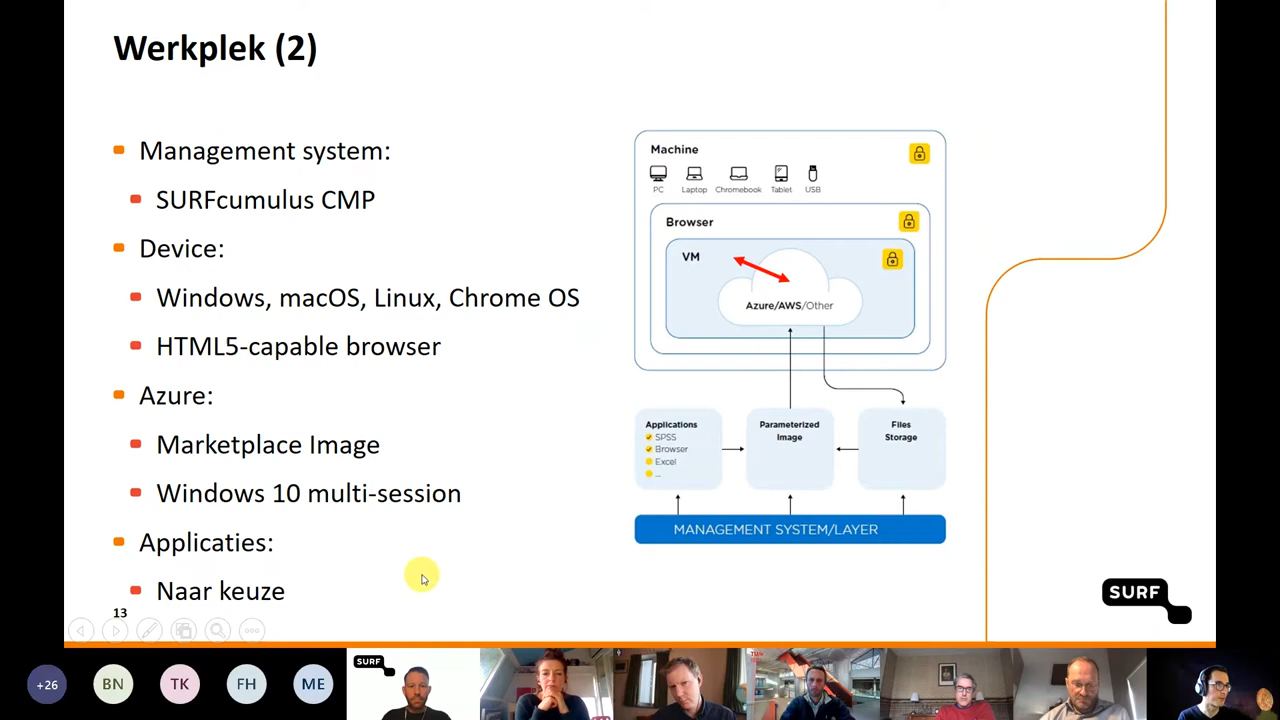 Werkplek (2)
Management system:
SURFcumulus CMP
Device:
Windows, macOS, Linux, Chrome OS
HTML5-capable browser
Azure:
Marketplace Image
Windows 10 multi-session
Applicaties:
Naar keuze
13
Machine
PC Laptop Chromebook Tablet USB
Browser
VM
Azure/AWS/Other
Applications
SPSS
Browser
Excel
...
Parameterized
Image
Files
Storage
MANAGEMENT SYSTEM/LAYER
SURF
+26 BN TK FH ME
SURF